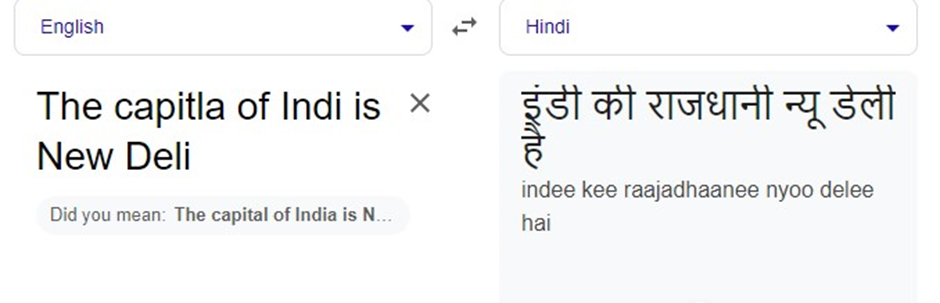 English
Hindi
The capitla of Indi is
New Deli
Did you mean: The capital of India is N...
इंडी की राजधानी न्यू डेली
है
indee kee raajadhaanee nyoo delee
hai